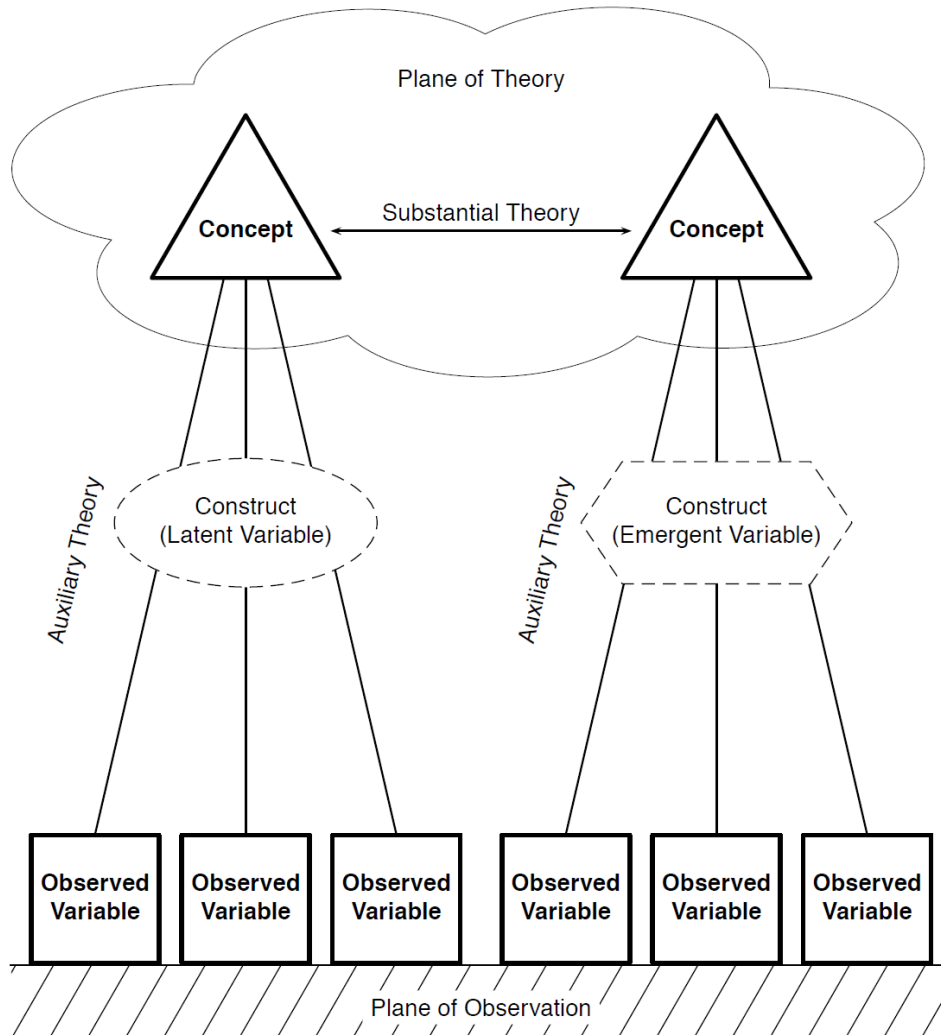 Plane of Theory
Substantial Theory
Concept
Concept
Auxiliary Theory
Construct
(Latent Variable)
Auxiliary Theory
Construct
(Emergent Variable)
Observed
Variable
Observed
Variable
Observed
Variable
Observed
Variable
Observed
Variable
Observed
Variable
Plane of Observation